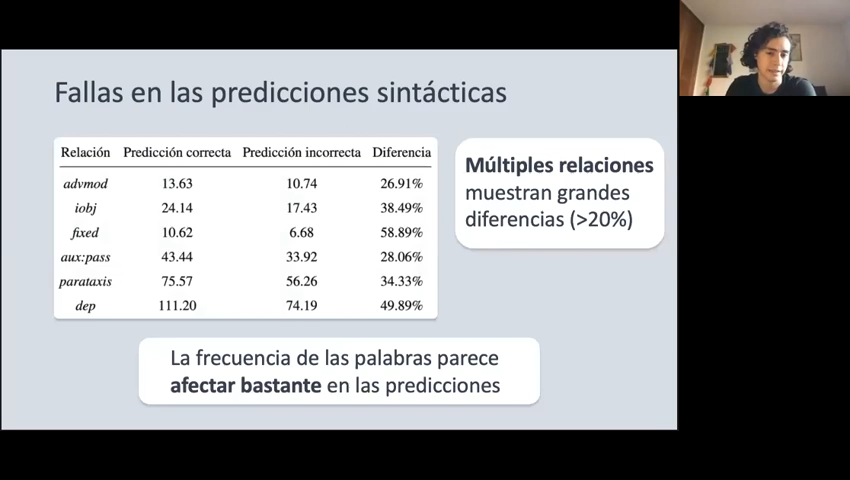 Fallas en las predicciones sintácticas
Relación Predicción correcta Predicción incorrecta Diferencia
advmod 13.63 10.74 26.91%
iobj 24.14 17.43 38.49%
fixed 10.62 6.68 58.89%
aux:pass 43.44 33.92 28.06%
parataxis 75.57 56.26 34.33%
dep 111.20 74.19 49.89%
Múltiples relaciones
muestran grandes
diferencias (>20%)
La frecuencia de las palabras parece
afectar bastante en las predicciones